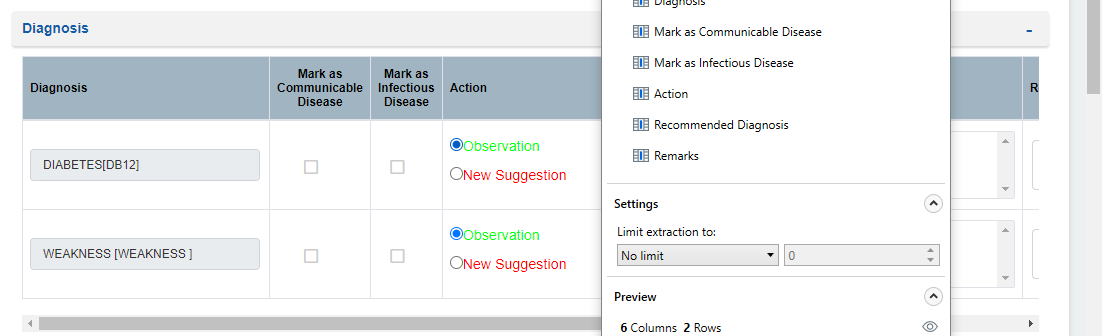 Diagnosis
-
Diagnosis
Mark as Communicable Disease
Mark as Infectious Disease
Action
R
DIABETES[DB12]
Observation
New Suggestion
WEAKNESS [WEAKNESS ]
Observation
New Suggestion
Diagnosis
Mark as Communicable Disease
Mark as Infectious Disease
Action
Recommended Diagnosis
Remarks
Settings
Limit extraction to:
No limit
0
Preview
6 Columns 2 Rows